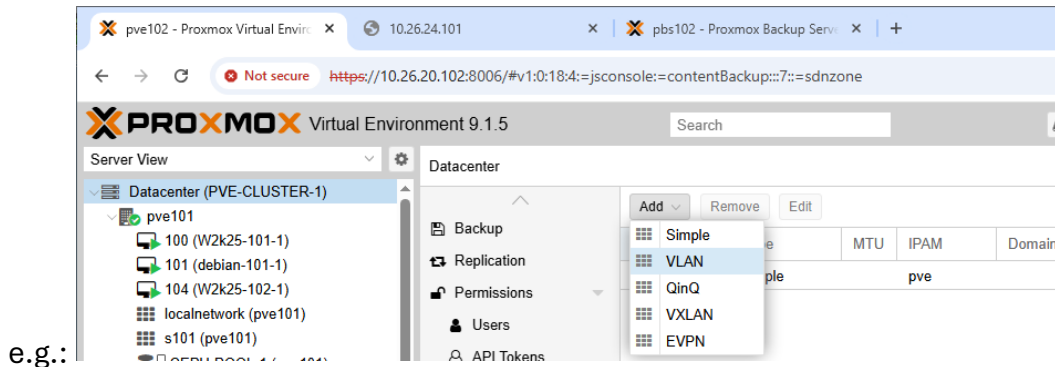 pve102 - Proxmox Virtual Enviro
10.26.24.101
pbs102 - Proxmox Backup Serve
Not secure https://10.26.20.102:8006/#v1:0:18:4:=jsconsole:=contentBackup:::7::=sdnzone
PROXMOX Virtual Environment 9.1.5 Search
Server View Datacenter
Datacenter (PVE-CLUSTER-1)
pve101 Add Remove Edit
100 (W2k25-101-1) Backup Simple MTU IPAM Domain
101 (debian-101-1) Replication VLAN pve
104 (W2k25-102-1) Permissions QinQ
localnetwork (pve101) VXLAN
s101 (pve101) Users EVPN
API Tokens
e.g.: